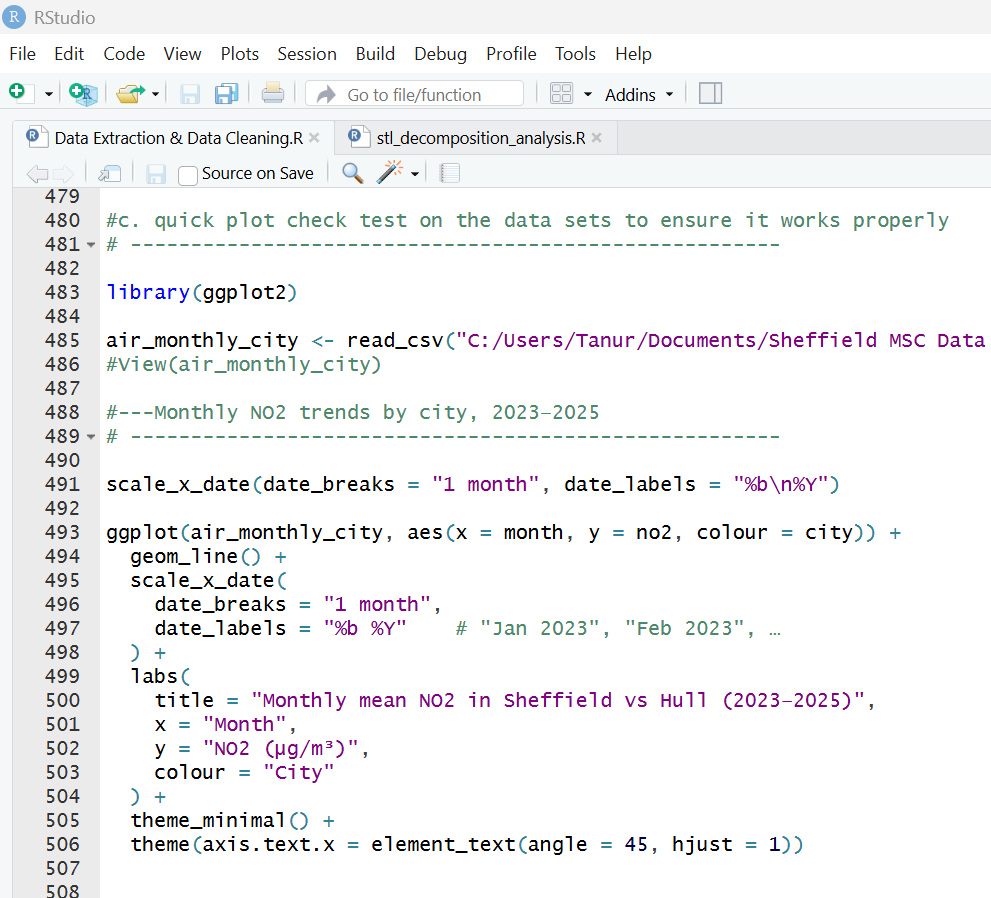 R RStudio
File Edit Code View Plots Session Build Debug Profile Tools Help
Go to file/function Addins
Data Extraction & Data Cleaning.R stl_decomposition_analysis.R
Source on Save
479
480 #c. quick plot check test on the data sets to ensure it works properly
481 # ------------------------------------------------------
482
483 library(ggplot2)
484
485 air_monthly_city <- read_csv("C:/Users/Tanur/Documents/Sheffield MSC Data
486 #View(air_monthly_city)
487
488 #---Monthly NO2 trends by city, 2023–2025
489 # ------------------------------------------------------
490
491 scale_x_date(date_breaks = "1 month", date_labels = "%b\n%Y")
492
493 ggplot(air_monthly_city, aes(x = month, y = no2, colour = city)) +
494   geom_line() +
495   scale_x_date(
496     date_breaks = "1 month",
497     date_labels = "%b %Y"    # "Jan 2023", "Feb 2023", …
498   ) +
499   labs(
500     title = "Monthly mean NO2 in Sheffield vs Hull (2023–2025)",
501     x = "Month",
502     y = "NO2 (µg/m³)",
503     colour = "City"
504   ) +
505   theme_minimal() +
506   theme(axis.text.x = element_text(angle = 45, hjust = 1))
507
508